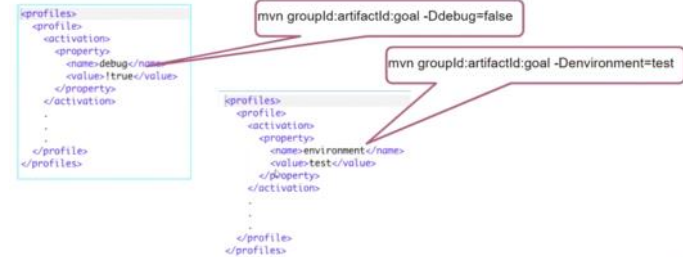 <profiles>
<profile>
<activation>
<property>
<name>debug</name>
<value>!true</value>
</property>
</activation>
.
.
.
</profile>
</profiles>
mvn groupId:artifactId:goal -Ddebug=false
mvn groupId:artifactId:goal -Denvironment=test
<profiles>
<profile>
<activation>
<property>
<name>environment</name>
<value>test</value>
</property>
</activation>
.
.
.
</profile>
</profiles>